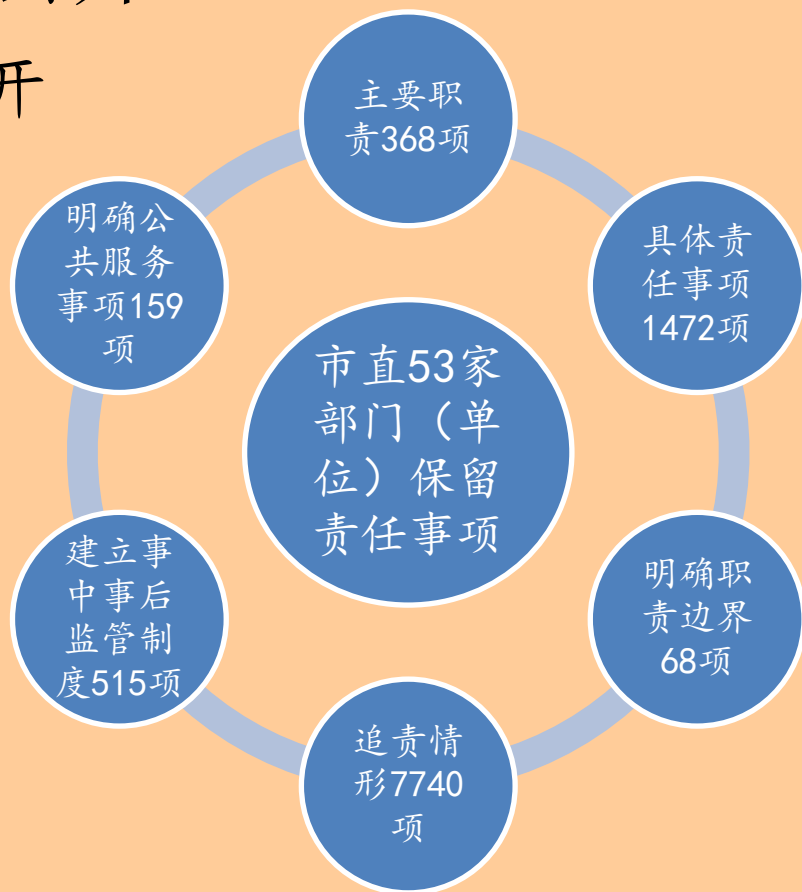 开
主要职
责368项
具体责
任事项
1472项
明确职
责边界
68项
追责情
形7740
项
建立事
中事后
监管制
度515项
明确公
共服务
事项159
项
市直53家
部门（单
位）保留
责任事项